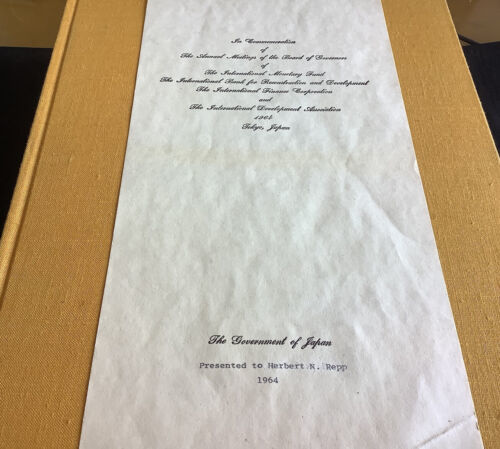 In Commemoration
of
The Annual Meetings of the Board of Governors
of
The International Monetary Fund
The International Bank for Reconstruction and Development
The International Finance Corporation
and
The International Development Association
1964
Tokyo, Japan
The Government of Japan
Presented to Herbert N. Repp
1964